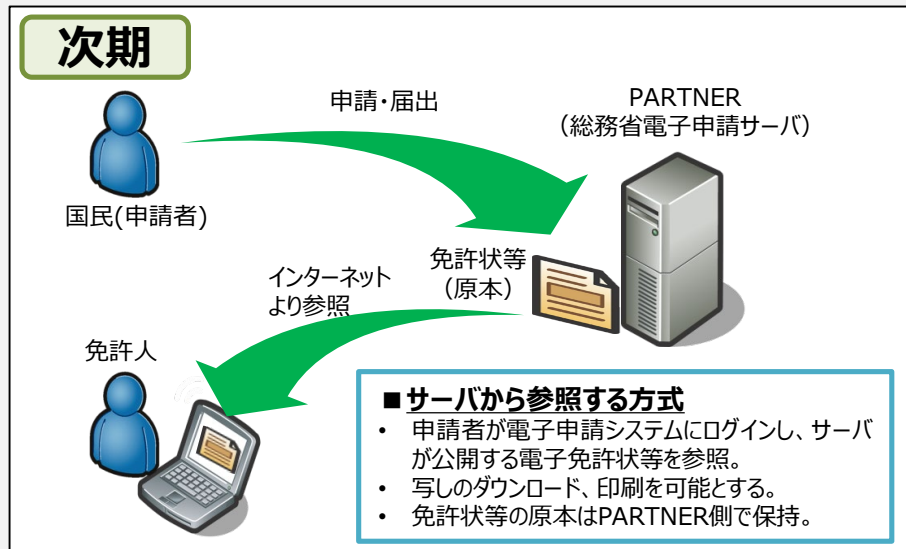 次期
申請・届出
PARTNER
（総務省電子申請サーバ）
国民(申請者)
免許状等
（原本）
インターネット
より参照
免許人
■サーバから参照する方式
• 申請者が電子申請システムにログインし、サーバ
が公開する電子免許状等を参照。
• 写しのダウンロード、印刷を可能とする。
• 免許状等の原本はPARTNER側で保持。